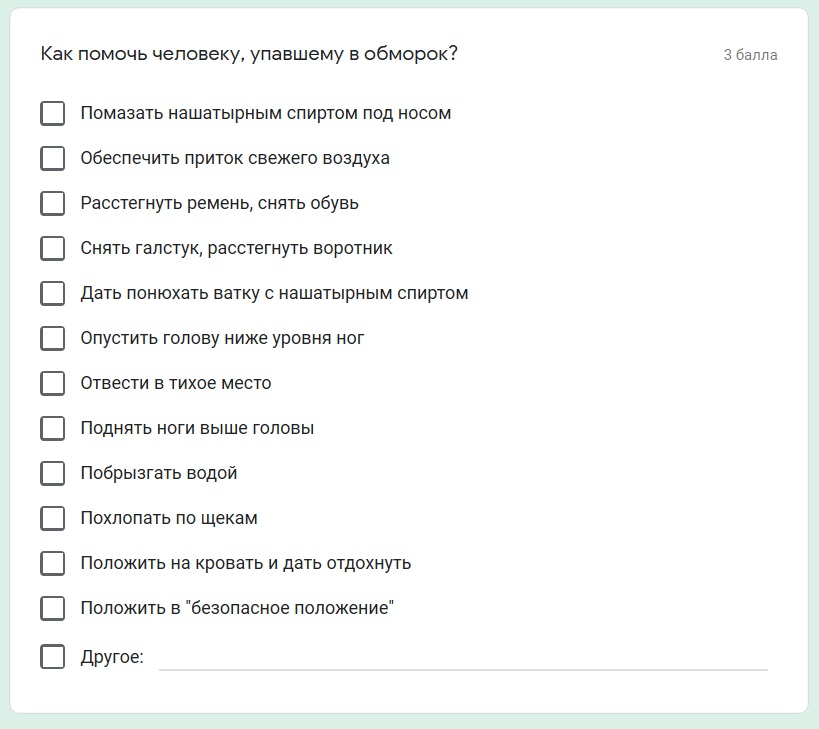 Как помочь человеку, упавшему в обморок?
3 балла
Помазать нашатырным спиртом под носом
Обеспечить приток свежего воздуха
Расстегнуть ремень, снять обувь
Снять галстук, расстегнуть воротник
Дать понюхать ватку с нашатырным спиртом
Опустить голову ниже уровня ног
Отвести в тихое место
Поднять ноги выше головы
Побрызгать водой
Похлопать по щекам
Положить на кровать и дать отдохнуть
Положить в "безопасное положение"
Другое: